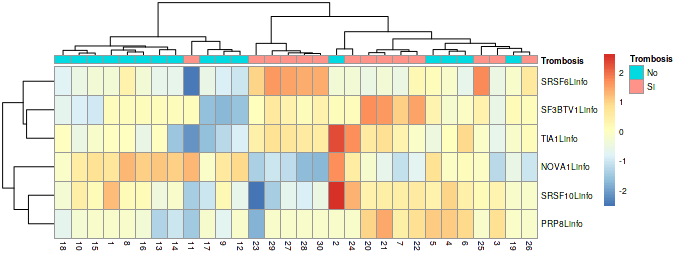 Trombosis
Trombosis
No
Si
SRSF6Linfo
SF3BTV1Linfo
TIA1Linfo
NOVA1Linfo
SRSF10Linfo
PRP8Linfo
2
1
0
-1
-2
18 10 15 1 8 16 13 14 11 17 9 12 23 29 27 28 30 2 24 20 21 7 22 5 4 6 25 3 19 26